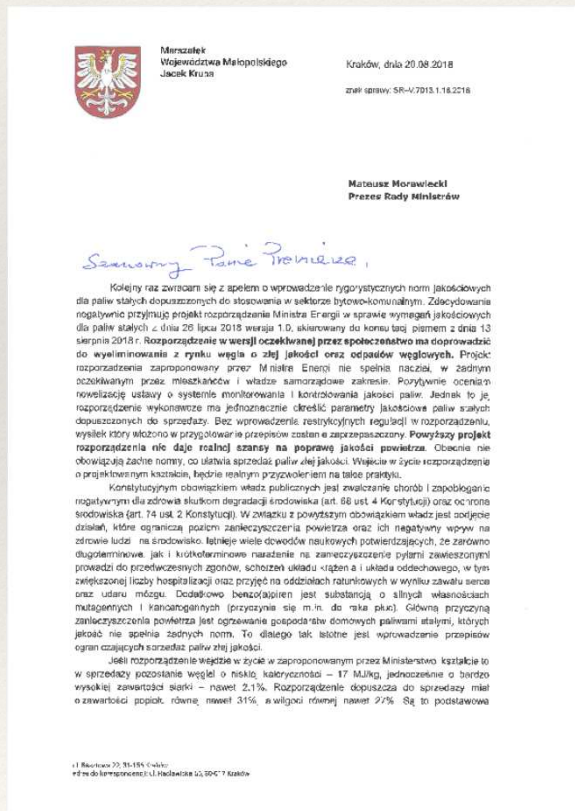 Marszałek
Województwa Małopolskiego
Jacek Krupa
Kraków, dnia 20.08.2018
znak sprawy: SR-V.7013.1.16.2018
Mateusz Morawiecki
Prezes Rady Ministrów
Szanowny Panie Premierze,
Kolejny raz zwracam się z apelem o wprowadzenie rygorystycznych norm jakościowych
dla paliw stałych dopuszczonych do stosowania w sektorze bytowo-komunalnym. Zdecydowanie
negatywnie przyjmuję projekt rozporządzenia Ministra Energii w sprawie wymagań jakościowych
dla paliw stałych z dnia 26 lipca 2018 wersja 1.0, skierowany do konsultacji pismem z dnia 13
sierpnia 2018 r. Rozporządzenie w wersji oczekiwanej przez społeczeństwo ma doprowadzić
do wyeliminowania z rynku węgla o złej jakości oraz odpadów węglowych. Projekt
rozporządzenia zaproponowany przez Ministra Energii nie spełnia nadziei, w żadnym
oczekiwanym przez mieszkańców i władze samorządowe zakresie. Pozytywnie oceniam
nowelizację ustawy o systemie monitorowania i kontrolowania jakości paliw. Jednak to jej
rozporządzenie wykonawcze ma jednoznacznie określić parametry jakościowe paliw stałych
dopuszczonych do sprzedaży. Bez wprowadzenia restrykcyjnych regulacji w rozporządzeniu,
wysiłek który włożono w przygotowanie przepisów zostanie zaprzepaszczony. Powyższy projekt
rozporządzenia nie daje realnej szansy na poprawę jakości powietrza. Obecnie nie
obowiązują żadne normy, co ułatwia sprzedaż paliw złej jakości. Wejście w życie rozporządzenia
o projektowanym kształcie, będzie realnym przyzwoleniem na takie praktyki.
Konstytucyjnym obowiązkiem władz publicznych jest zwalczanie chorób i zapobieganie
negatywnym dla zdrowia skutkom degradacji środowiska (art. 68 ust. 4 Konstytucji) oraz ochrona
środowiska (art. 74 ust. 2 Konstytucji). W związku z powyższym obowiązkiem władz jest podjęcie
działań, które ograniczą poziom zanieczyszczenia powietrza oraz ich negatywny wpływ na
zdrowie ludzi i na środowisko. Istnieje wiele dowodów naukowych potwierdzających, że zarówno
długoterminowe, jak i krótkoterminowe narażenie na zanieczyszczenie pyłami zawieszonymi
prowadzi do przedwczesnych zgonów, schorzeń układu krążenia i układu oddechowego, w tym
zwiększonej liczby hospitalizacji oraz przyjęć na oddziałach ratunkowych w wyniku zawału serca
oraz udaru mózgu. Dodatkowo benzo(a)piren jest substancją o silnych własnościach
mutagennych i kancerogennych (przyczynia się m.in. do raka płuc). Główną przyczyną
zanieczyszczenia powietrza jest ogrzewanie gospodarstw domowych paliwami stałymi, których
jakość nie spełnia żadnych norm. To dlatego tak istotne jest wprowadzenie przepisów
ograniczających sprzedaż paliw złej jakości.
Jeśli rozporządzenie wejdzie w życie w zaproponowanym przez Ministerstwo kształcie to
w sprzedaży pozostanie węgiel o niskiej kaloryczności – 17 MJ/kg, jednocześnie o bardzo
wysokiej zawartości siarki – nawet 2.1%. Rozporządzenie dopuszcza do sprzedaży miał
o zawartości popiołu równej nawet 31%, a wilgoci równej nawet 27%. Są to podstawowe
ul. Basztowa 22, 31-156 Kraków
adres do korespondencji: ul. Racławicka 56, 30-017 Kraków